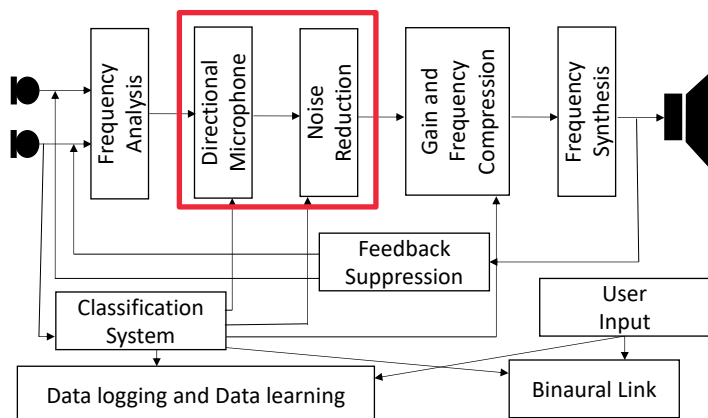 Frequency
Analysis
Directional
Microphone
Noise
Reduction
Gain and
Frequency
Compression
Frequency
Synthesis
Feedback
Suppression
Classification
System
User
Input
Data logging and Data learning
Binaural Link